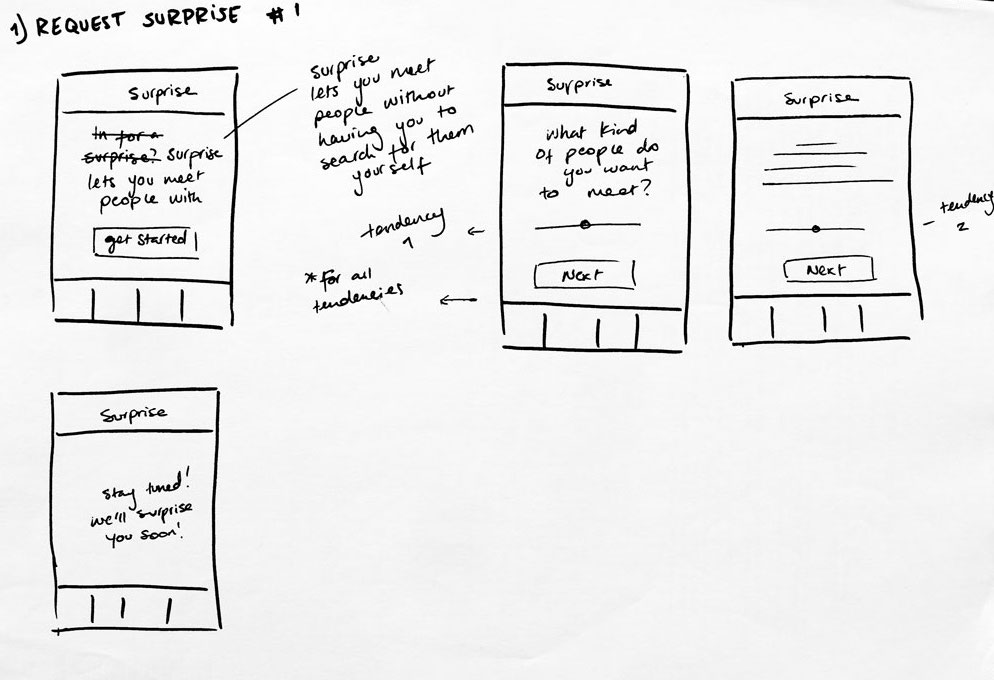 1) REQUEST SURPRISE #1
Surprise
In for a
surprise? Surprise
lets you meet
people with
get started
surprise
lets you meet
people without
having you to
search for them
yourself
tendency
1
*for all
tendencies
Surprise
What kind
of people do
you want
to meet?
Next
Surprise
Next
tendency
2
Surprise
stay tuned!
we'll surprise
you soon!